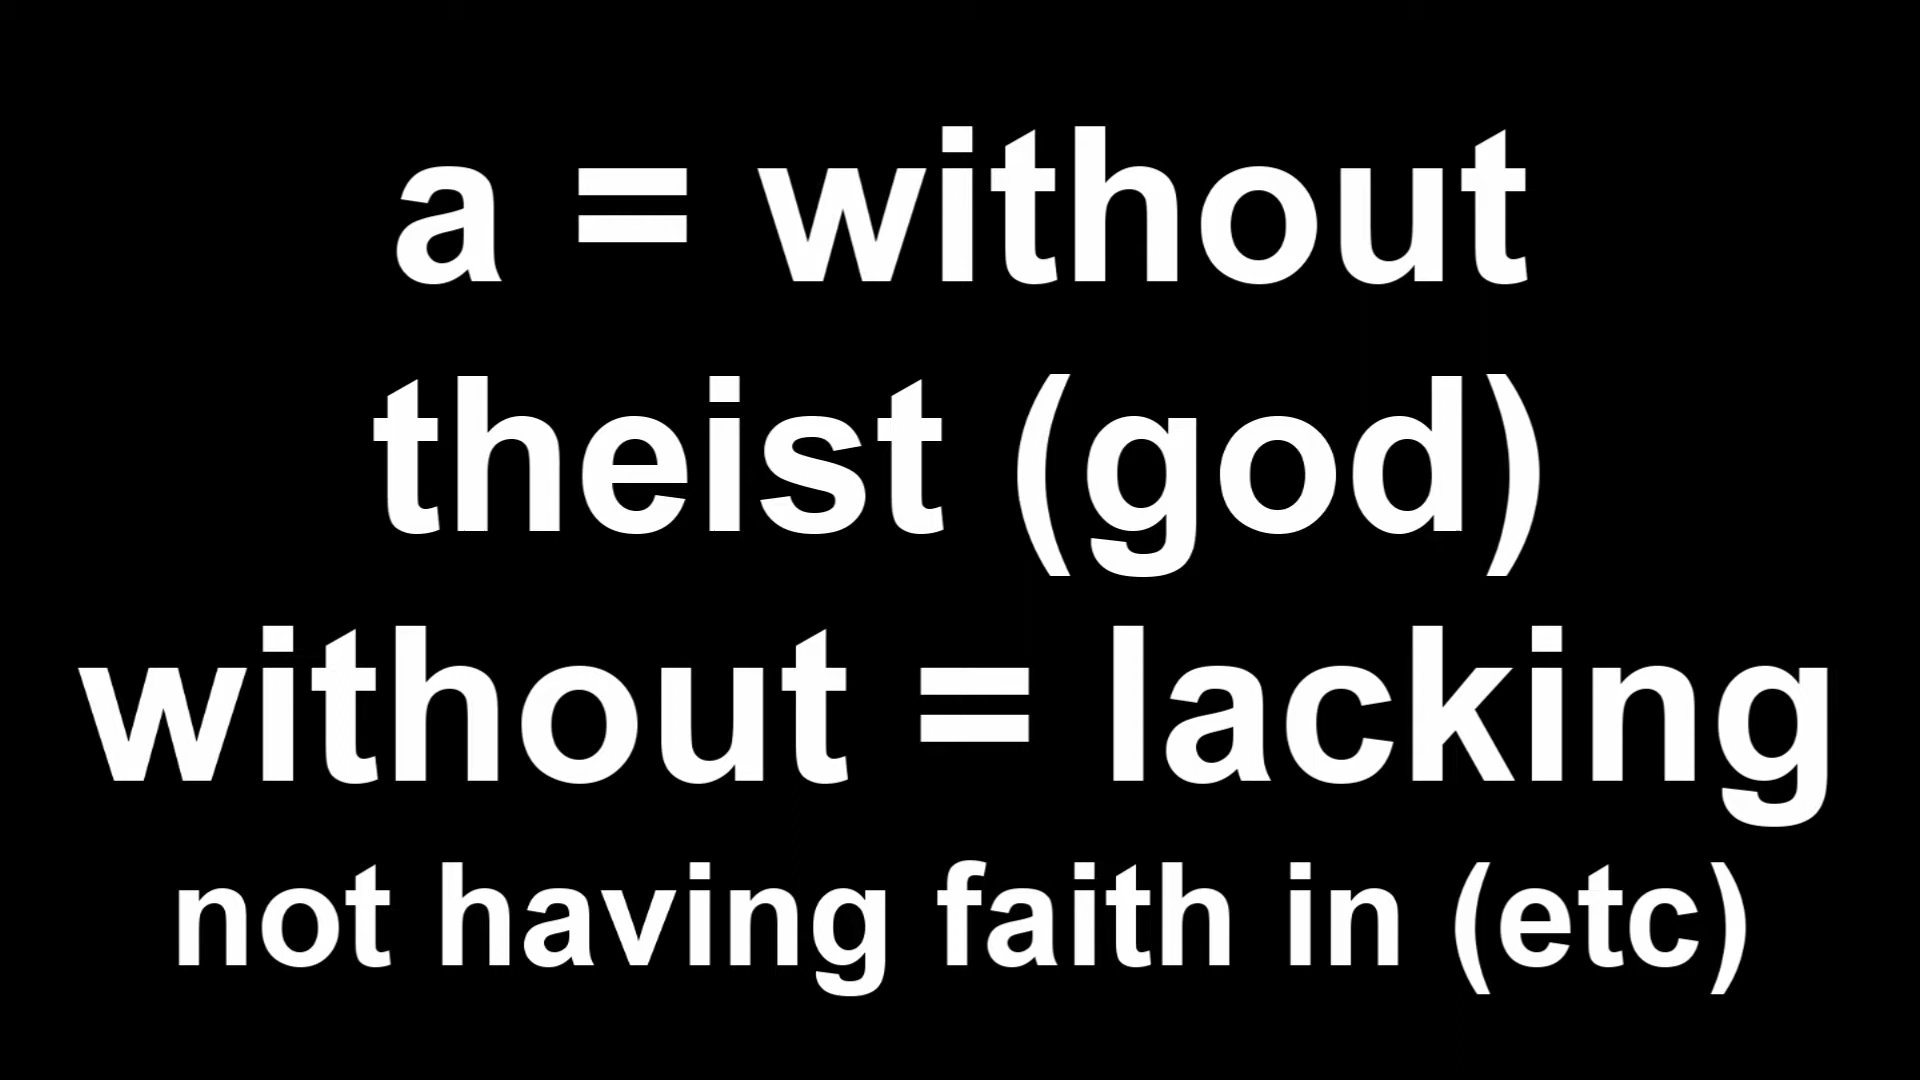 a = without
theist (god)
without = lacking
not having faith in (etc)